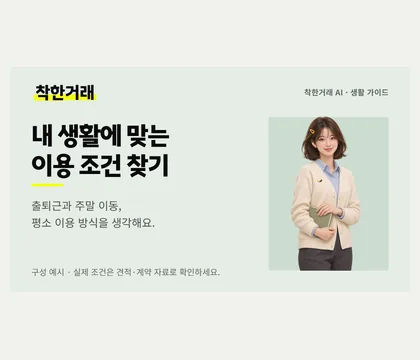 착한거래
착한거래 AI · 생활 가이드
내 생활에 맞는
이용 조건 찾기
출퇴근과 주말 이동,
평소 이용 방식을 생각해요.
구성 예시 · 실제 조건은 견적·계약 자료로 확인하세요.